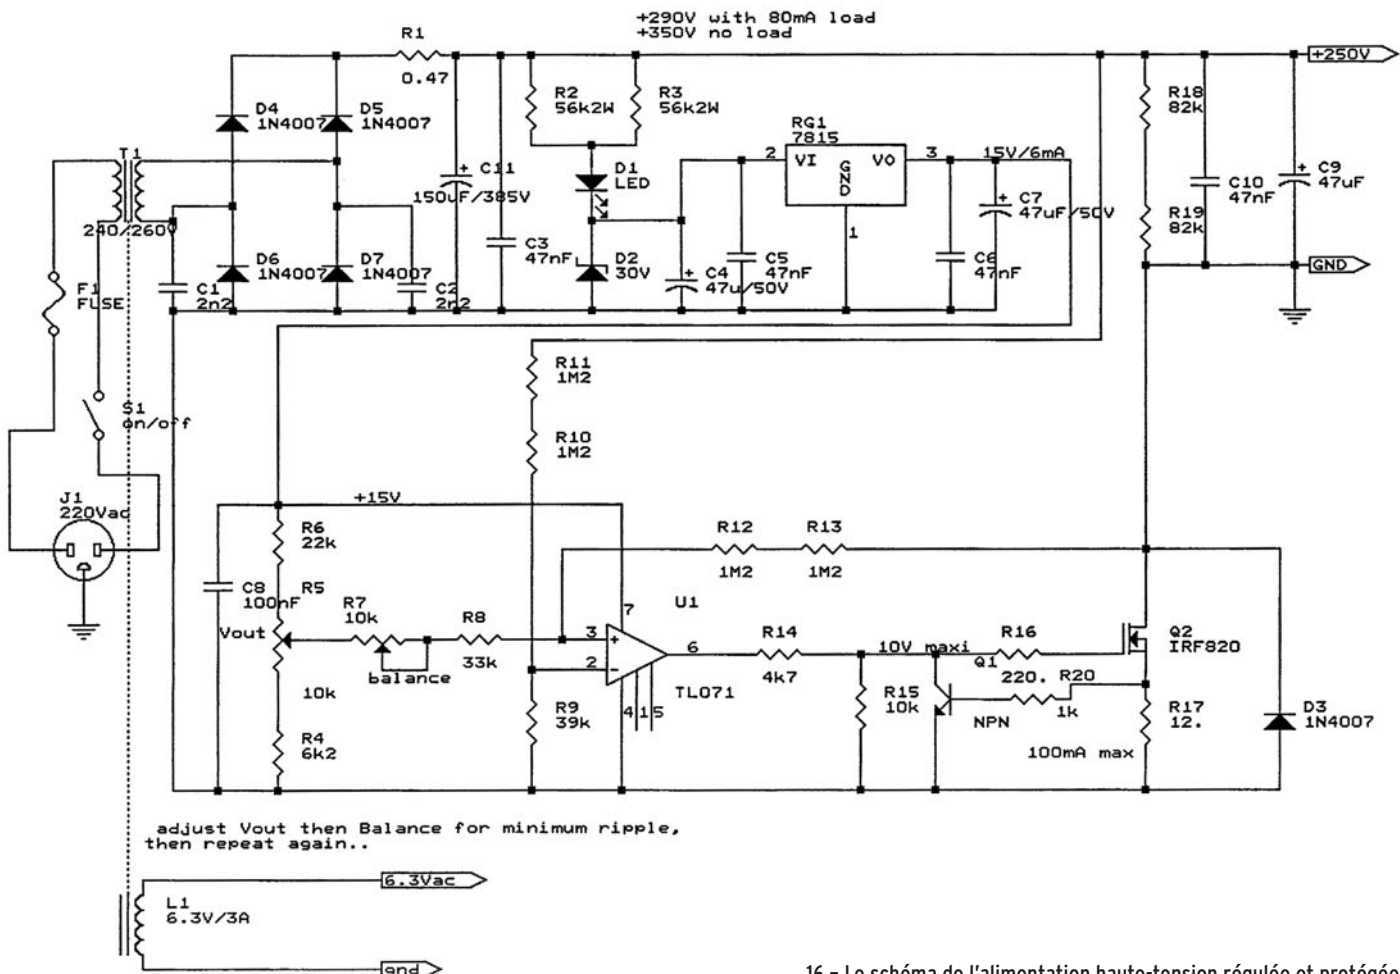 +290V with 80mA load
+350V no load
R1
0.47
+250V
D4
1N4007
D5
1N4007
R2
56k2W
R3
56k2W
RG1
7815
2
VI
GND
VO
3
1
15V/6mA
R18
82k
T1
240/260V
C11
150uF/385V
D1
LED
C7
47uF/50V
C10
47nF
C9
47uF
R19
82k
F1
FUSE
C1
2n2
D6
1N4007
D7
1N4007
C2
2n2
C3
47nF
D2
30V
C4
47u/50V
C5
47nF
C6
47nF
GND
S1
on/off
R11
1M2
R10
1M2
J1
220Vac
+15V
R6
22k
C8
100nF
R5
Vout
10k
R7
10k
balance
R8
33k
R12
1M2
R13
1M2
U1
7
3
+
2
-
6
4
1
5
TL071
R14
4k7
10V maxi
Q1
R16
220.
R20
1k
Q2
IRF820
R4
6k2
R9
39k
R15
10k
NPN
R17
12.
100mA max
D3
1N4007
adjust Vout then Balance for minimum ripple,
then repeat again..
6.3Vac
L1
6.3V/3A
gnd
16 – Le schéma de l'alimentation haute-tension régulée et protégée